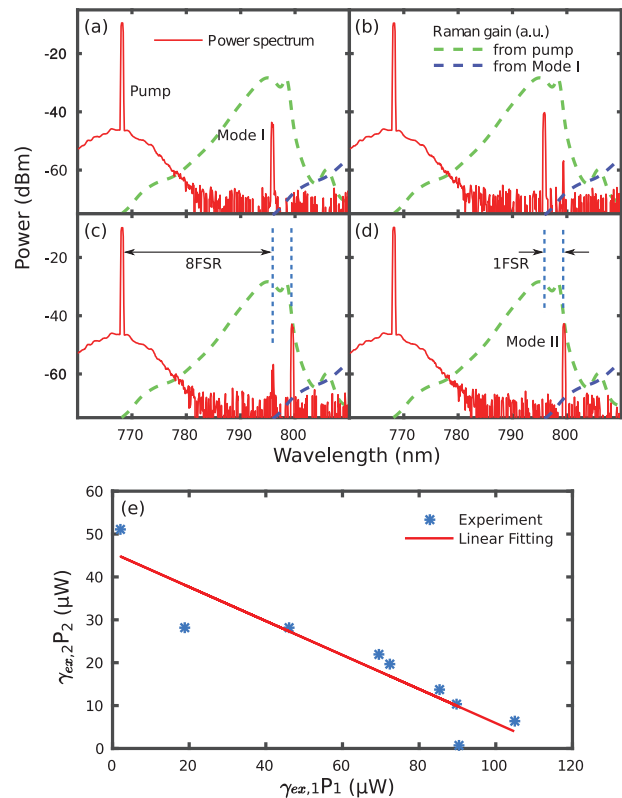 (a)
Power spectrum
Pump
Mode I
(b)
Raman gain (a.u.)
from pump
from Mode I
-20
-40
-60
(c)
8FSR
(d)
1FSR
Mode II
-20
-40
-60
Power (dBm)
770 780 790 800
770 780 790 800
Wavelength (nm)
(e)
Experiment
Linear Fitting
60
50
40
30
20
10
0
0 20 40 60 80 100 120
γex,2P2 (μW)
γex,1P1 (μW)